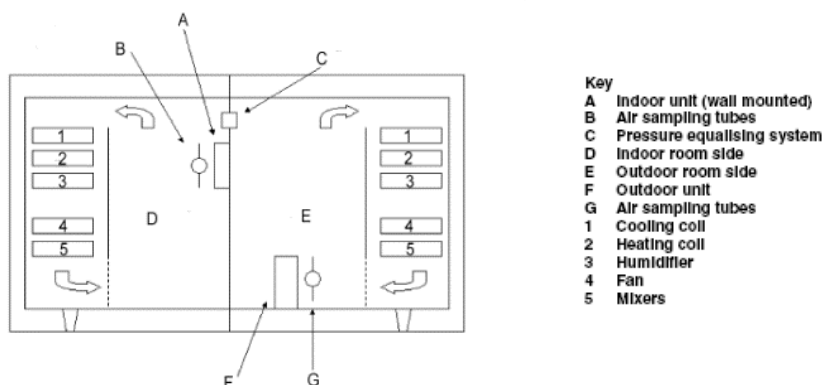 A
B
C
1
2
3
4
5
D
E
1
2
3
4
5
F
G
Key
A Indoor unit (wall mounted)
B Air sampling tubes
C Pressure equalising system
D Indoor room side
E Outdoor room side
F Outdoor unit
G Air sampling tubes
1 Cooling coil
2 Heating coil
3 Humidifier
4 Fan
5 Mixers